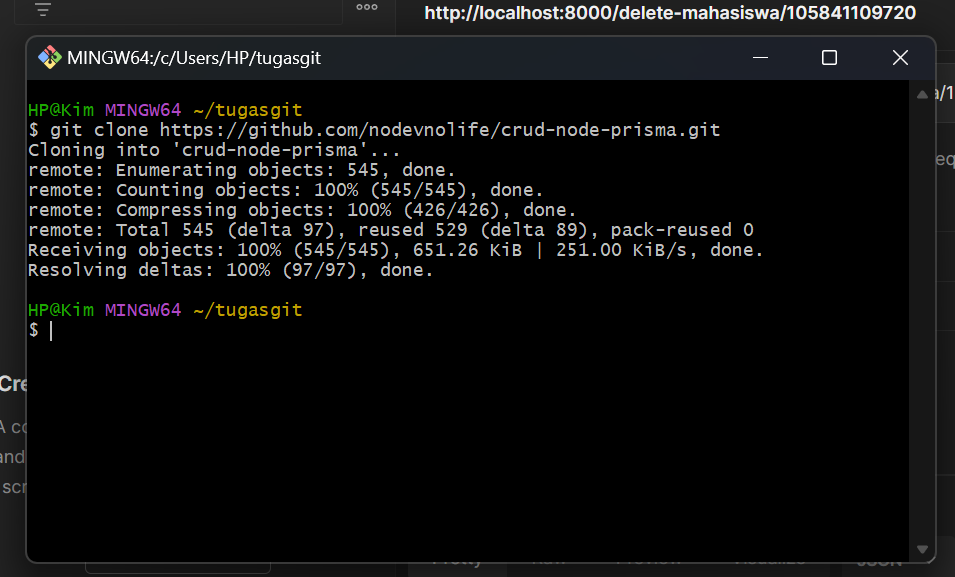 http://localhost:8000/delete-mahasiswa/105841109720
MINGW64:/c/Users/HP/tugasgit
HP@Kim MINGW64 ~/tugasgit
$ git clone https://github.com/nodevnolife/crud-node-prisma.git
Cloning into 'crud-node-prisma'...
remote: Enumerating objects: 545, done.
remote: Counting objects: 100% (545/545), done.
remote: Compressing objects: 100% (426/426), done.
remote: Total 545 (delta 97), reused 529 (delta 89), pack-reused 0
Receiving objects: 100% (545/545), 651.26 KiB | 251.00 KiB/s, done.
Resolving deltas: 100% (97/97), done.
HP@Kim MINGW64 ~/tugasgit
$
a/1
eq
Cre
A co
and
scr